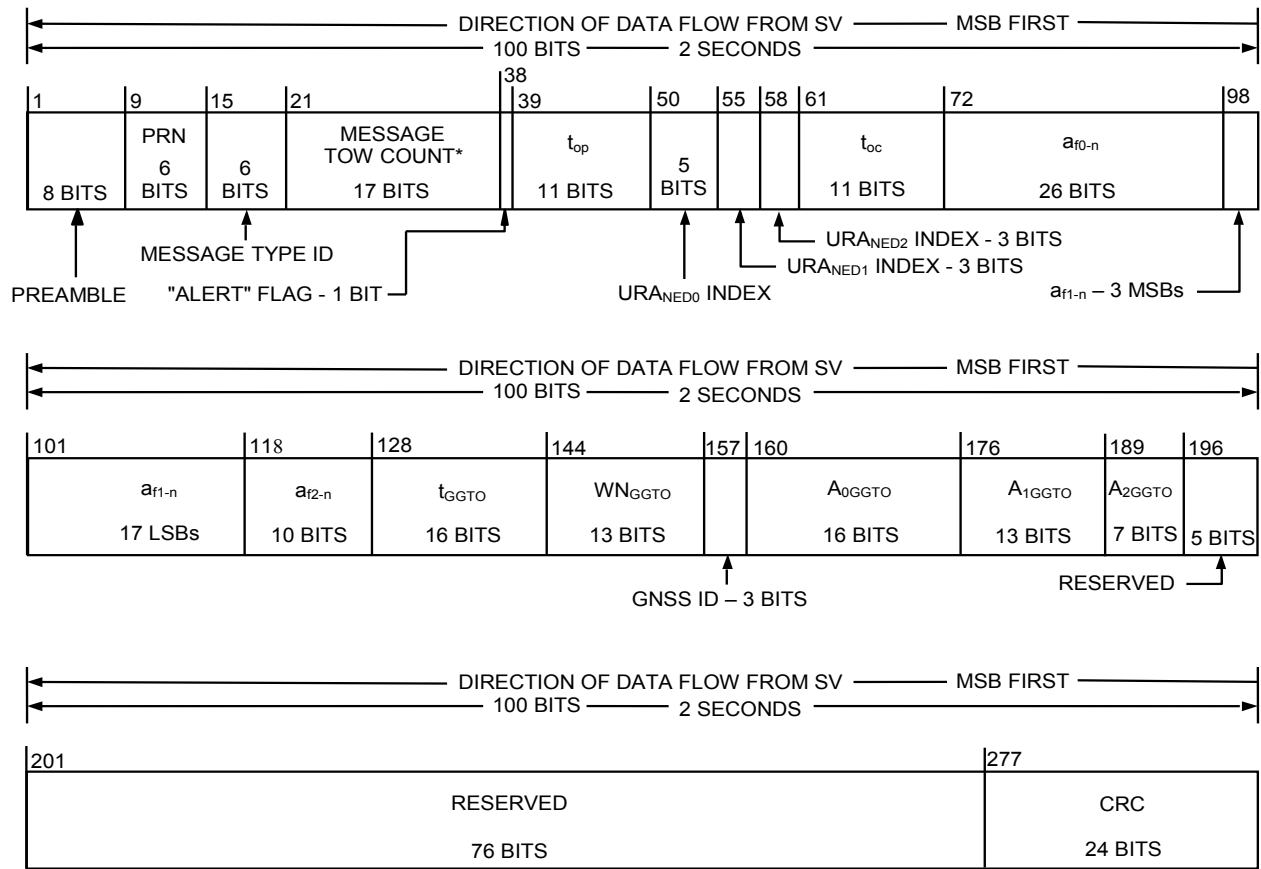 DIRECTION OF DATA FLOW FROM SV MSB FIRST
100 BITS 2 SECONDS
38
1 9 15 21 39 50 55 58 61 72 98
PRN MESSAGE t_op t_oc a_f0-n
TOW COUNT*
6 6 5
8 BITS BITS BITS 17 BITS 11 BITS BITS 11 BITS 26 BITS
URA_NED2 INDEX - 3 BITS
MESSAGE TYPE ID
URA_NED1 INDEX - 3 BITS
PREAMBLE "ALERT" FLAG - 1 BIT URA_NED0 INDEX a_f1-n – 3 MSBs
DIRECTION OF DATA FLOW FROM SV MSB FIRST
100 BITS 2 SECONDS
101 118 128 144 157 160 176 189 196
a_f1-n a_f2-n t_GGTO WN_GGTO A_0GGTO A_1GGTO A_2GGTO
17 LSBs 10 BITS 16 BITS 13 BITS 16 BITS 13 BITS 7 BITS 5 BITS
RESERVED
GNSS ID – 3 BITS
DIRECTION OF DATA FLOW FROM SV MSB FIRST
100 BITS 2 SECONDS
201 277
RESERVED CRC
76 BITS 24 BITS